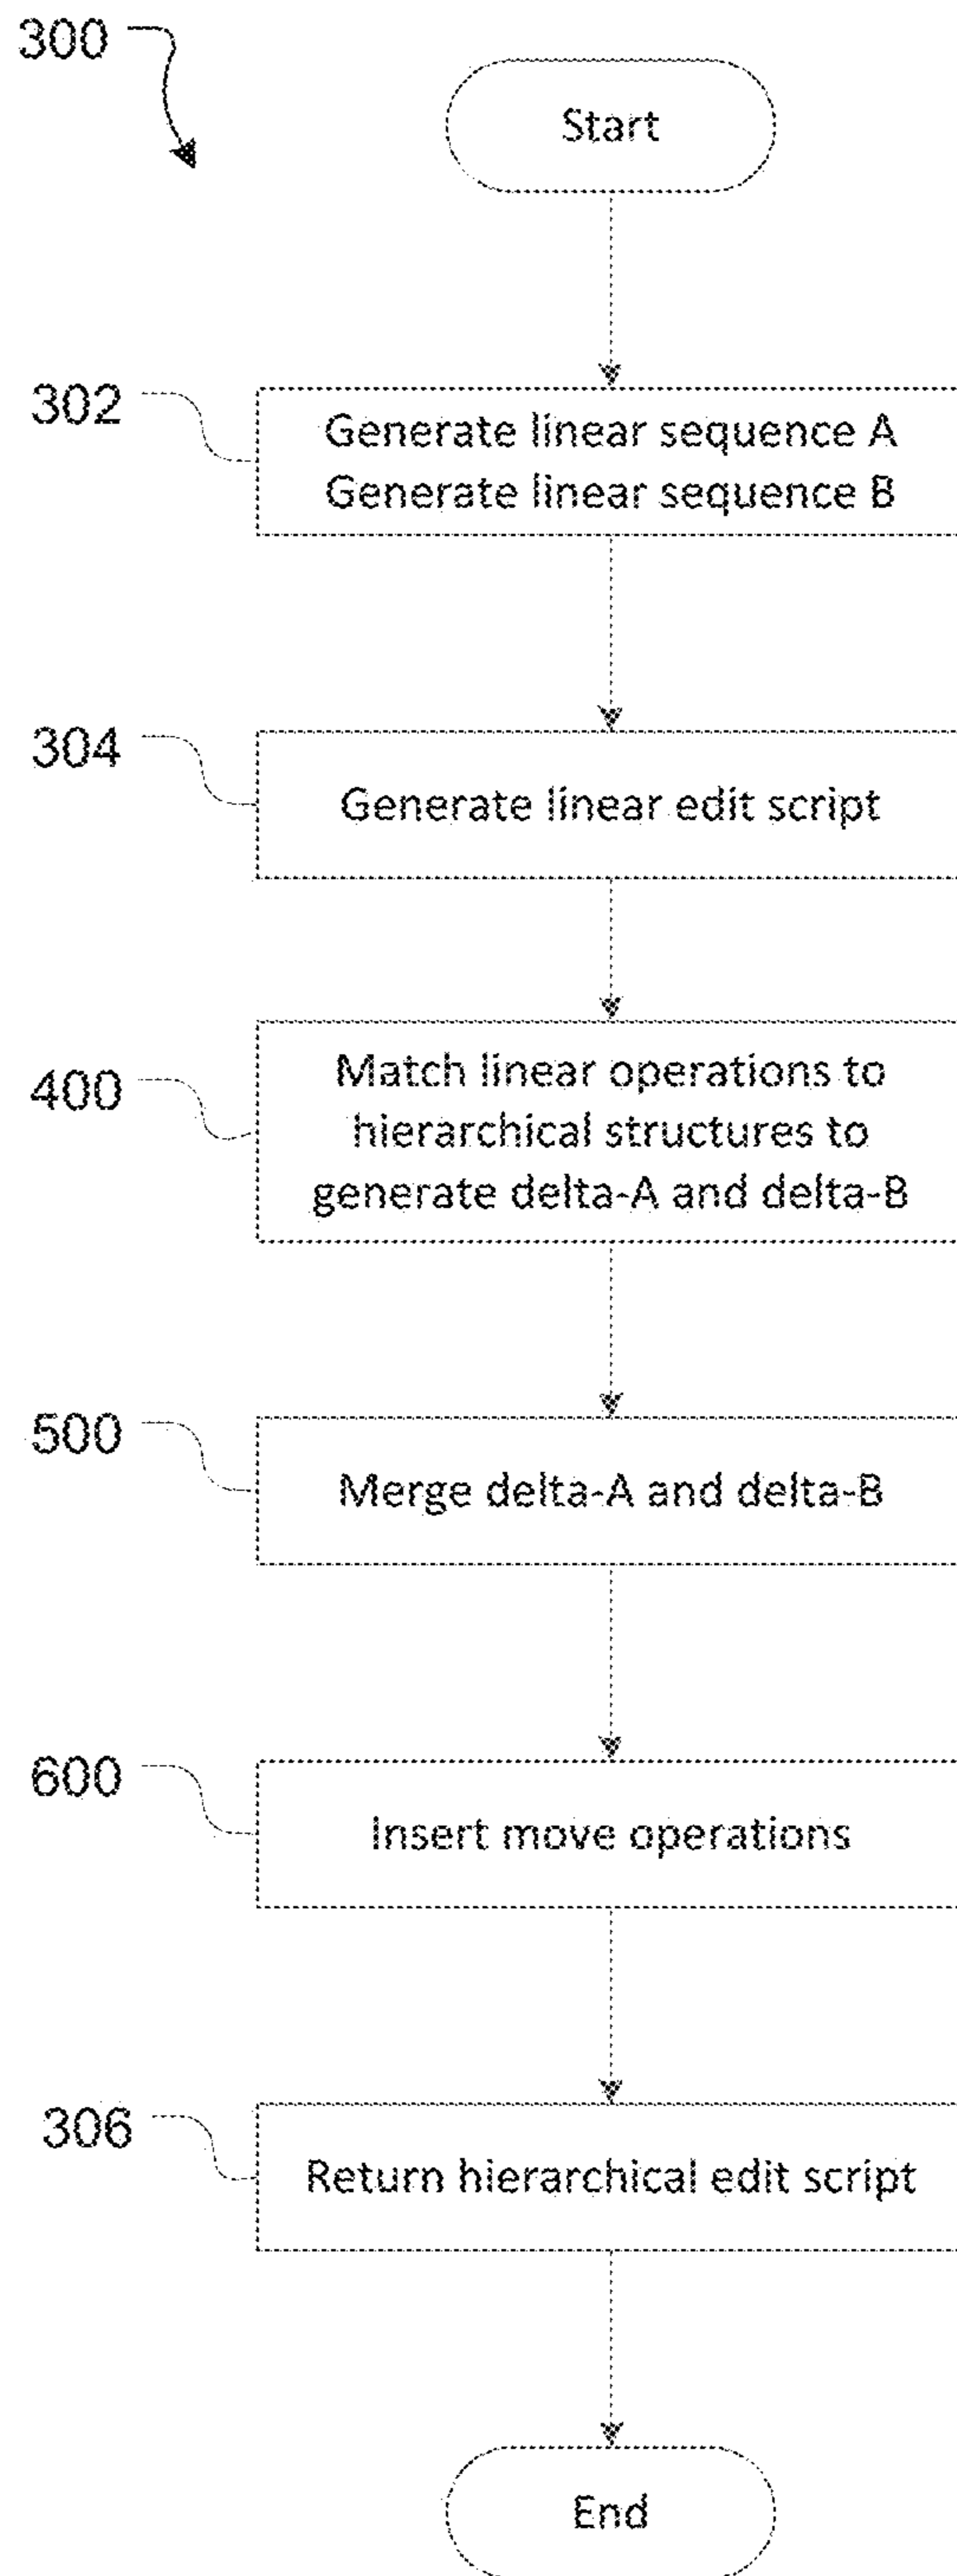 300
Start
302
Generate linear sequence A
Generate linear sequence B
304
Generate linear edit script
400
Match linear operations to
hierarchical structures to
generate delta-A and delta-B
500
Merge delta-A and delta-B
600
Insert move operations
306
Return hierarchical edit script
End